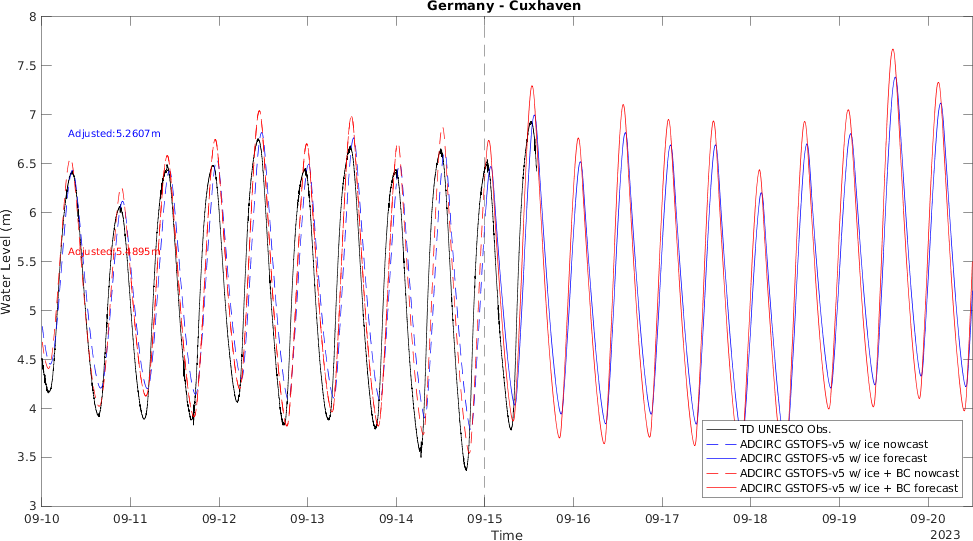 Germany - Cuxhaven
8
7.5
7
6.5
6
5.5
5
4.5
4
3.5
3
Water Level (m)
Adjusted:5.2607m
TD UNESCO Obs.
ADCIRC GSTOFS-v5 w/ ice nowcast
ADCIRC GSTOFS-v5 w/ ice forecast
ADCIRC GSTOFS-v5 w/ ice + BC nowcast
ADCIRC GSTOFS-v5 w/ ice + BC forecast
09-10 09-11 09-12 09-13 09-14 09-15 09-16 09-17 09-18 09-19 09-20
Time
2023